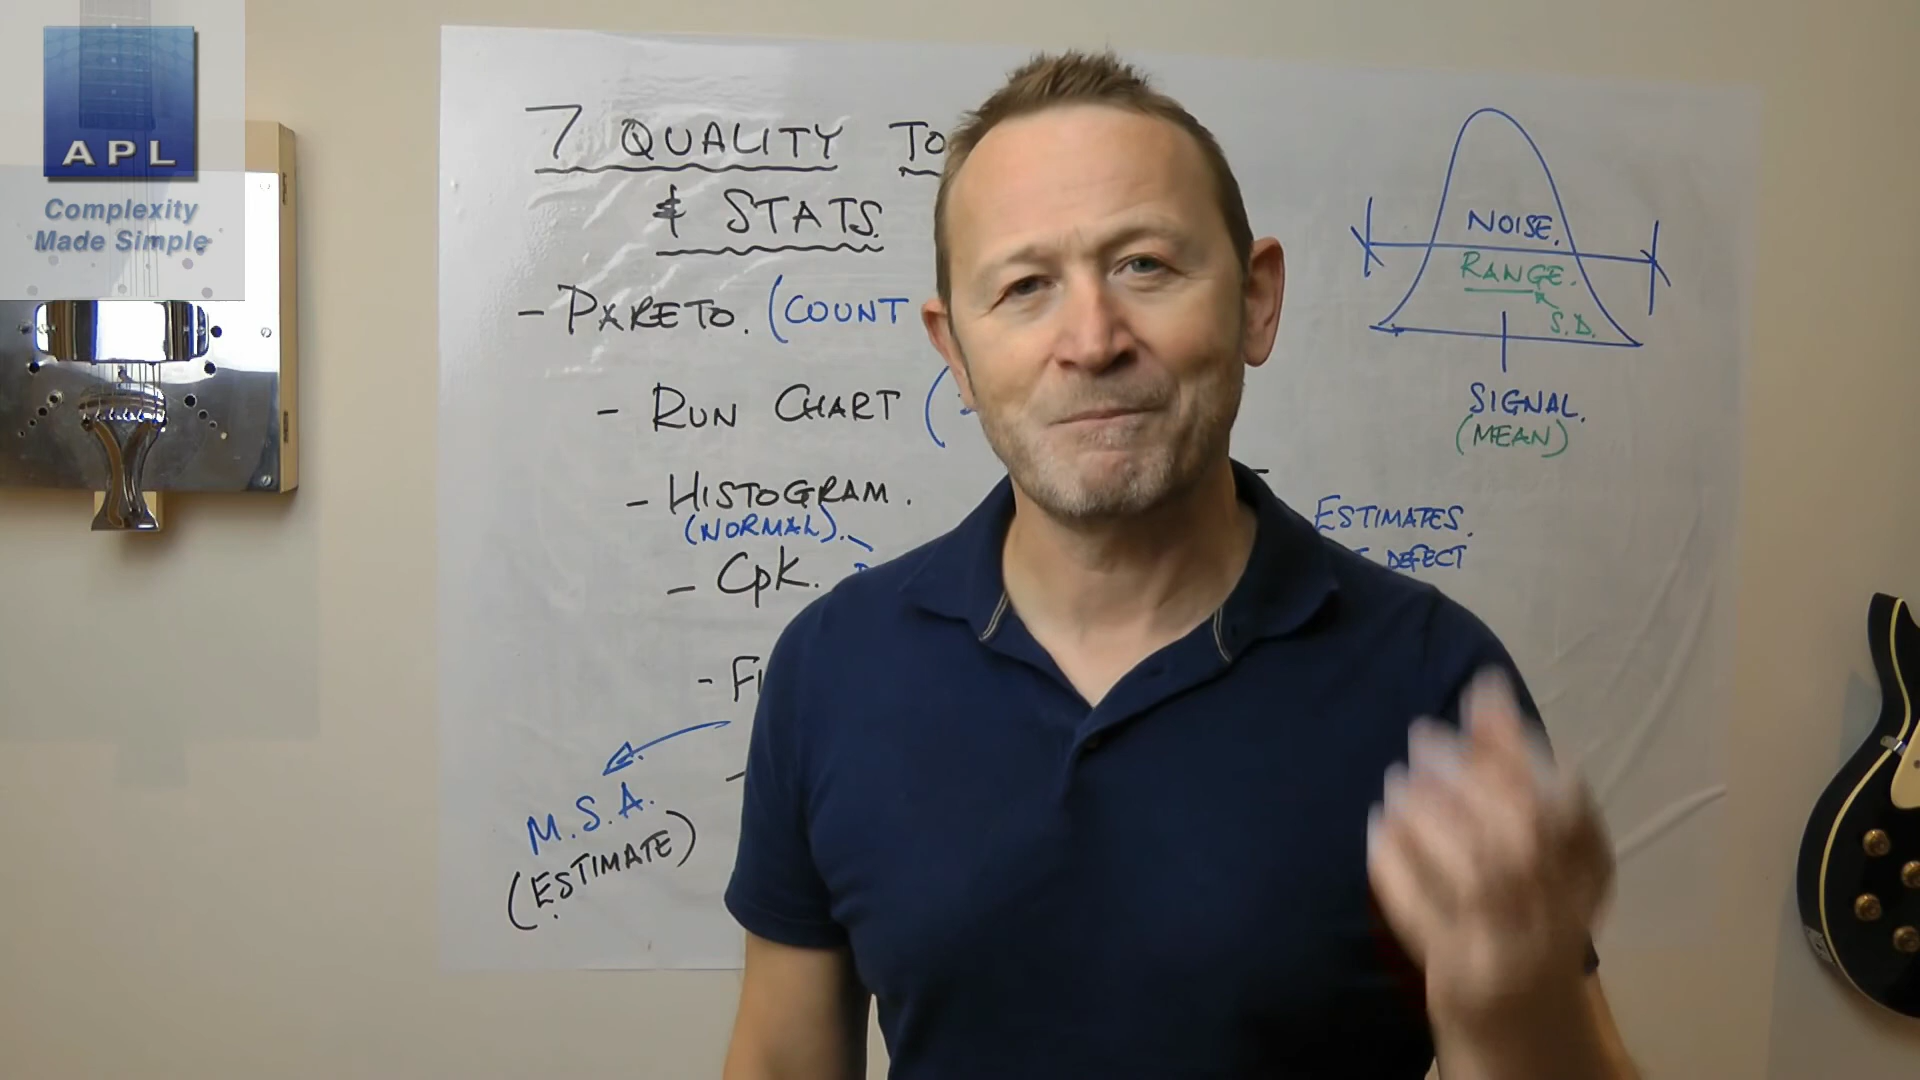 APL
Complexity
Made Simple
7 QUALITY TO
& STATS.
- PARETO. (COUNT
- RUN CHART (
- HISTOGRAM.
(NORMAL).
- CpK.
M.S.A.
(ESTIMATE)
NOISE.
RANGE.
S.D.
SIGNAL.
(MEAN)
ESTIMATES.
DEFECT